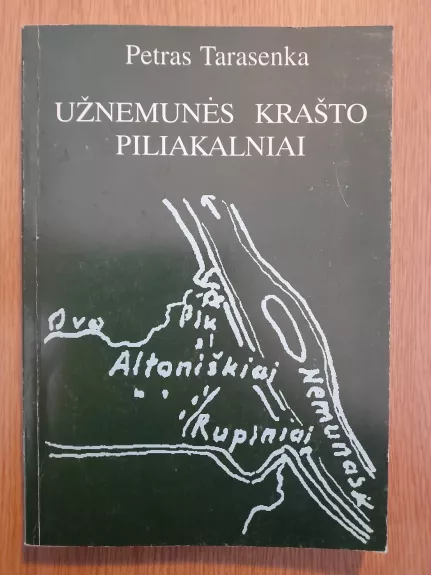 Petras Tarasenka
UŽNEMUNĖS KRAŠTO
PILIAKALNIAI
Pik
Altoniškiai
Rupiniai
Nemunas